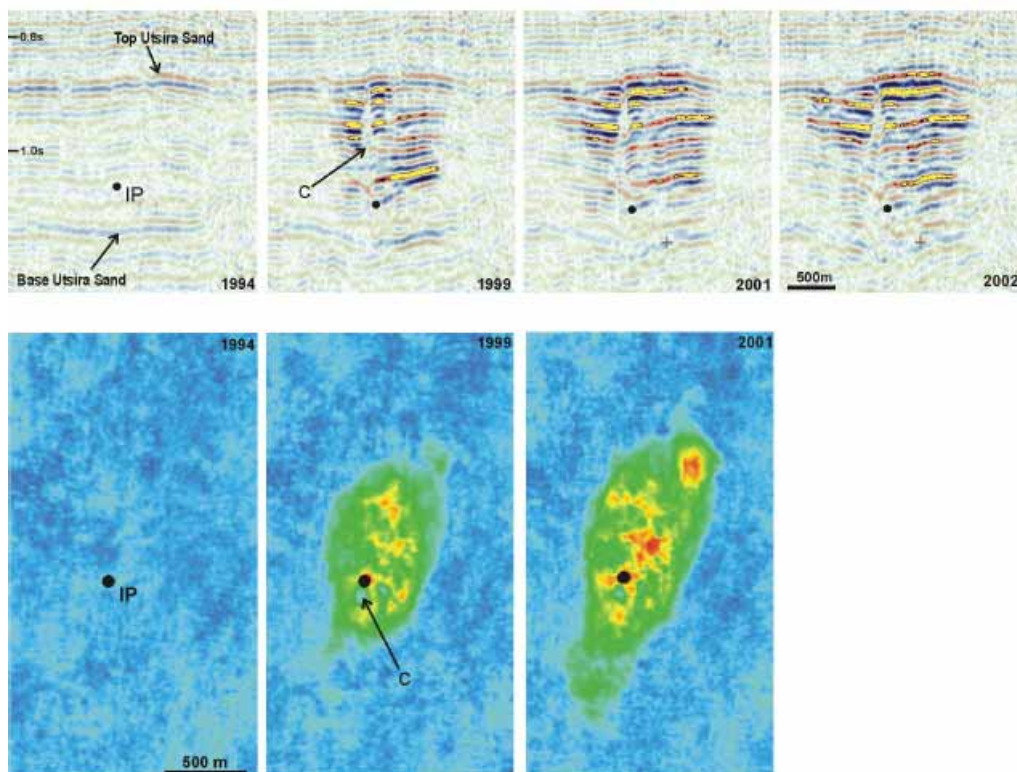 0.8s
Top Utsira Sand
1.0s
IP
Base Utsira Sand
1994
C
1999
2001
500m
2002
1994
IP
500 m
1999
C
2001